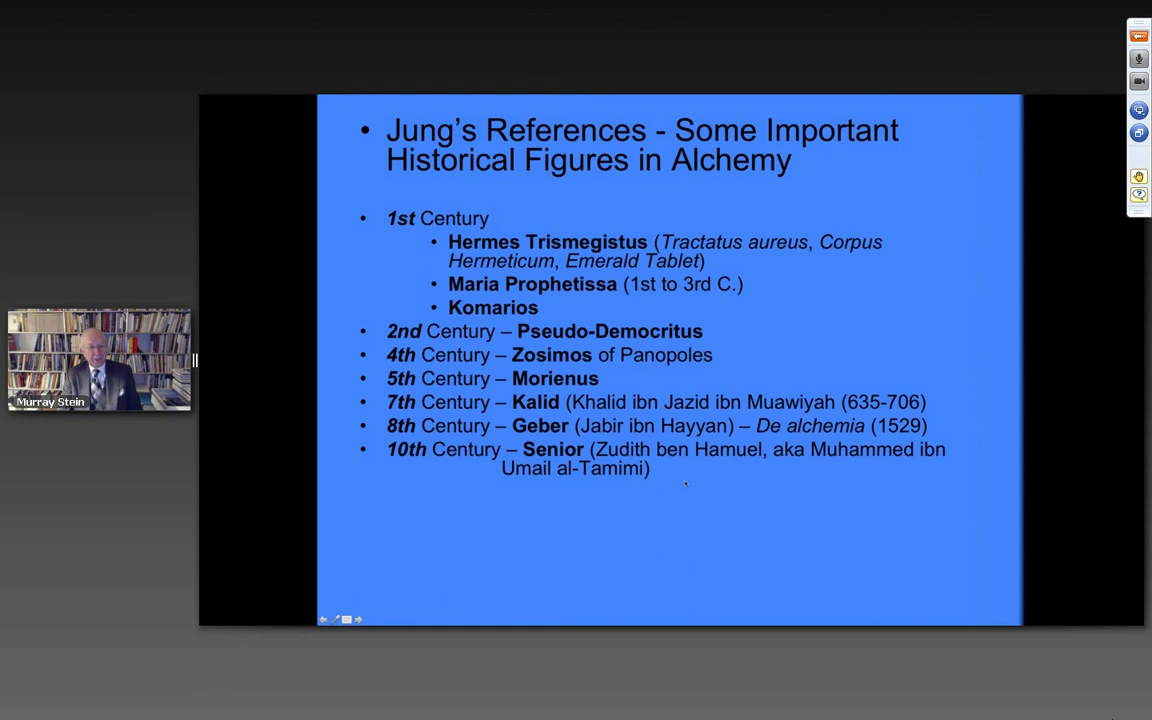 • Jung's References - Some Important
Historical Figures in Alchemy
• 1st Century
• Hermes Trismegistus (Tractatus aureus, Corpus
Hermeticum, Emerald Tablet)
• Maria Prophetissa (1st to 3rd C.)
• Komarios
• 2nd Century – Pseudo-Democritus
• 4th Century – Zosimos of Panopoles
• 5th Century – Morienus
• 7th Century – Kalid (Khalid ibn Jazid ibn Muawiyah (635-706)
• 8th Century – Geber (Jabir ibn Hayyan) – De alchemia (1529)
• 10th Century – Senior (Zudith ben Hamuel, aka Muhammed ibn
Umail al-Tamimi)
Murray Stein